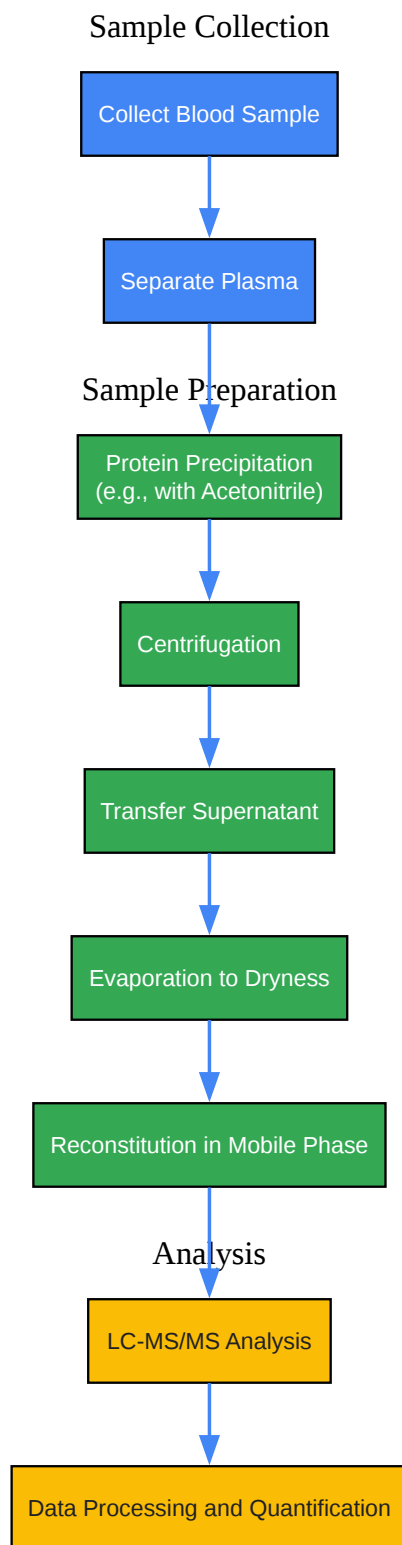 Sample Collection
Collect Blood Sample
Separate Plasma
Sample Preparation
Protein Precipitation
(e.g., with Acetonitrile)
Centrifugation
Transfer Supernatant
Evaporation to Dryness
Reconstitution in Mobile Phase
Analysis
LC-MS/MS Analysis
Data Processing and Quantification